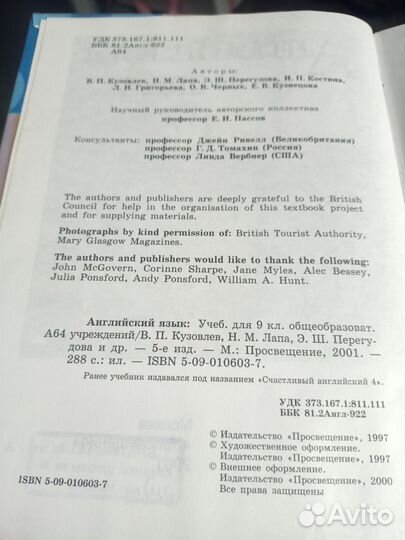 УДК 373.167.1:811.111
ББК 81.2Англ-922
А64
Авторы:
В. П. Кузовлев, Н. М. Лапа, Э. Ш. Перегудова, И. П. Костина,
Л. Н. Григорьева, О. В. Черных, Е. В. Кузнецова
Научный руководитель авторского коллектива
профессор Е. И. Пассов
Консультанты: профессор Джейн Ривелл (Великобритания)
профессор Г. Д. Томахин (Россия)
профессор Линда Вербнер (США)
The authors and publishers are deeply grateful to the British
Council for help in the organisation of this textbook project
and for supplying materials.
Photographs by kind permission of: British Tourist Authority,
Mary Glasgow Magazines.
The authors and publishers would like to thank the following:
John McGovern, Corinne Sharpe, Jane Myles, Alec Bessey,
Julia Ponsford, Andy Ponsford, William A. Hunt.
Английский язык: Учеб. для 9 кл. общеобразоват.
А64 учреждений/В. П. Кузовлев, Н. М. Лапа, Э. Ш. Перегу-
дова и др. — 5-е изд. — М.: Просвещение, 2001. —
288 с.: ил. — ISBN 5-09-010603-7.
Ранее учебник издавался под названием «Счастливый английский 4».
УДК 373.167.1:811.111
ББК 81.2Англ-922
© Издательство «Просвещение», 1997
© Художественное оформление.
Издательство «Просвещение», 1997
© Внешнее оформление.
Издательство «Просвещение», 2000
Все права защищены
ISBN 5-09-010603-7
Avito